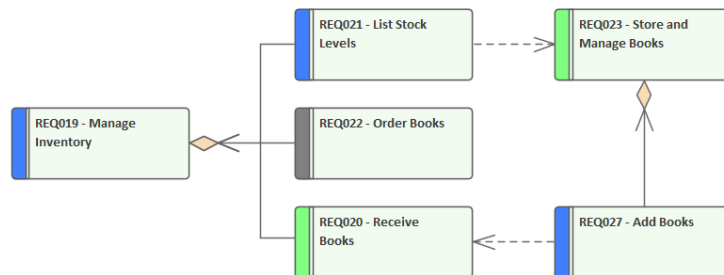 REQ021 - List Stock
Levels
REQ023 - Store and
Manage Books
REQ019 - Manage
Inventory
REQ022 - Order Books
REQ020 - Receive
Books
REQ027 - Add Books